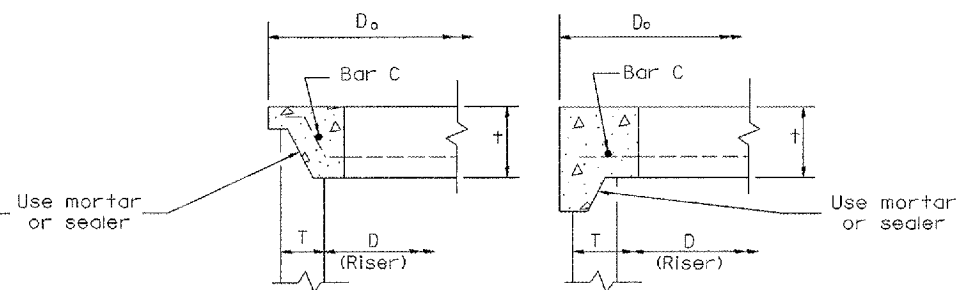 Do
Bar C
t
Use mortar
or sealer
T
D
(Riser)
Do
Bar C
t
Use mortar
or sealer
T
D
(Riser)